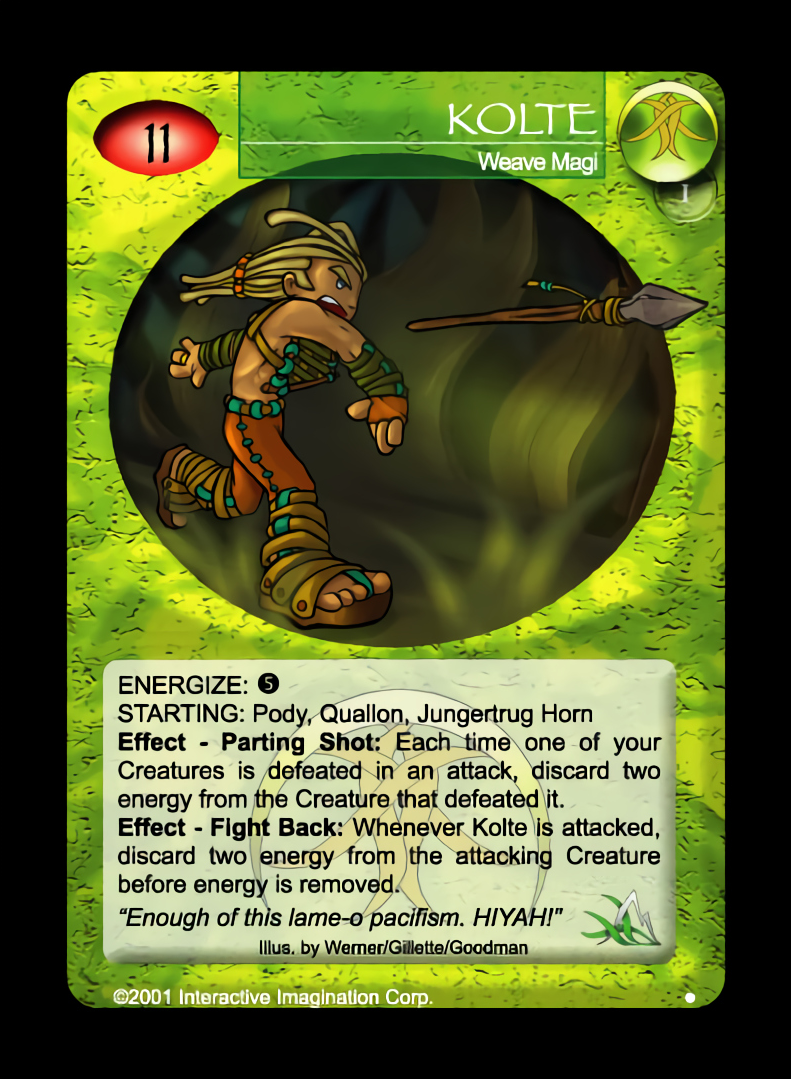 11
KOLTE
Weave Magi
I
ENERGIZE: ❺
STARTING: Pody, Quallon, Jungertrug Horn
Effect - Parting Shot: Each time one of your
Creatures is defeated in an attack, discard two
energy from the Creature that defeated it.
Effect - Fight Back: Whenever Kolte is attacked,
discard two energy from the attacking Creature
before energy is removed.
“Enough of this lame-o pacifism. HIYAH!"
Illus. by Werner/Gillette/Goodman
©2001 Interactive Imagination Corp.